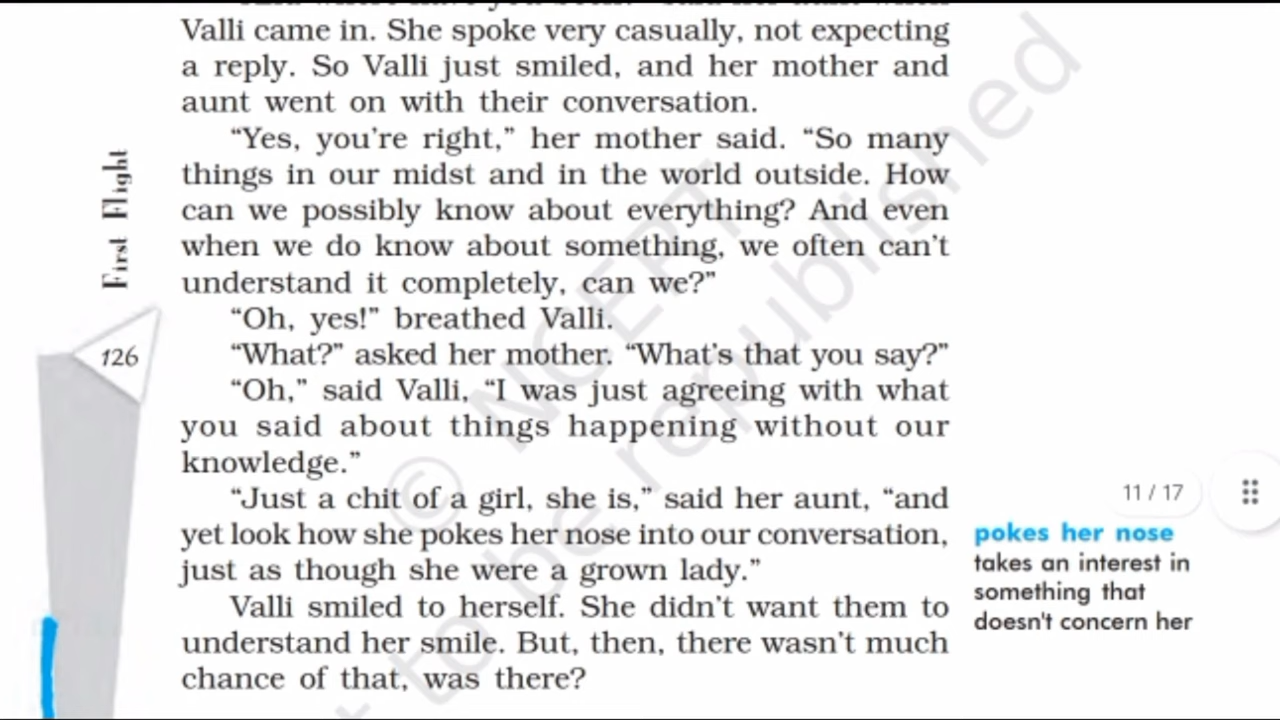 Valli came in. She spoke very casually, not expecting
a reply. So Valli just smiled, and her mother and
aunt went on with their conversation.
“Yes, you’re right,” her mother said. “So many
things in our midst and in the world outside. How
can we possibly know about everything? And even
when we do know about something, we often can’t
understand it completely, can we?”
“Oh, yes!” breathed Valli.
“What?” asked her mother. “What’s that you say?”
“Oh,” said Valli, “I was just agreeing with what
you said about things happening without our
knowledge.”
“Just a chit of a girl, she is,” said her aunt, “and
yet look how she pokes her nose into our conversation,
just as though she were a grown lady.”
Valli smiled to herself. She didn’t want them to
understand her smile. But, then, there wasn’t much
chance of that, was there?
First Flight
126
11 / 17
pokes her nose
takes an interest in
something that
doesn't concern her
© NCERT
to be republished